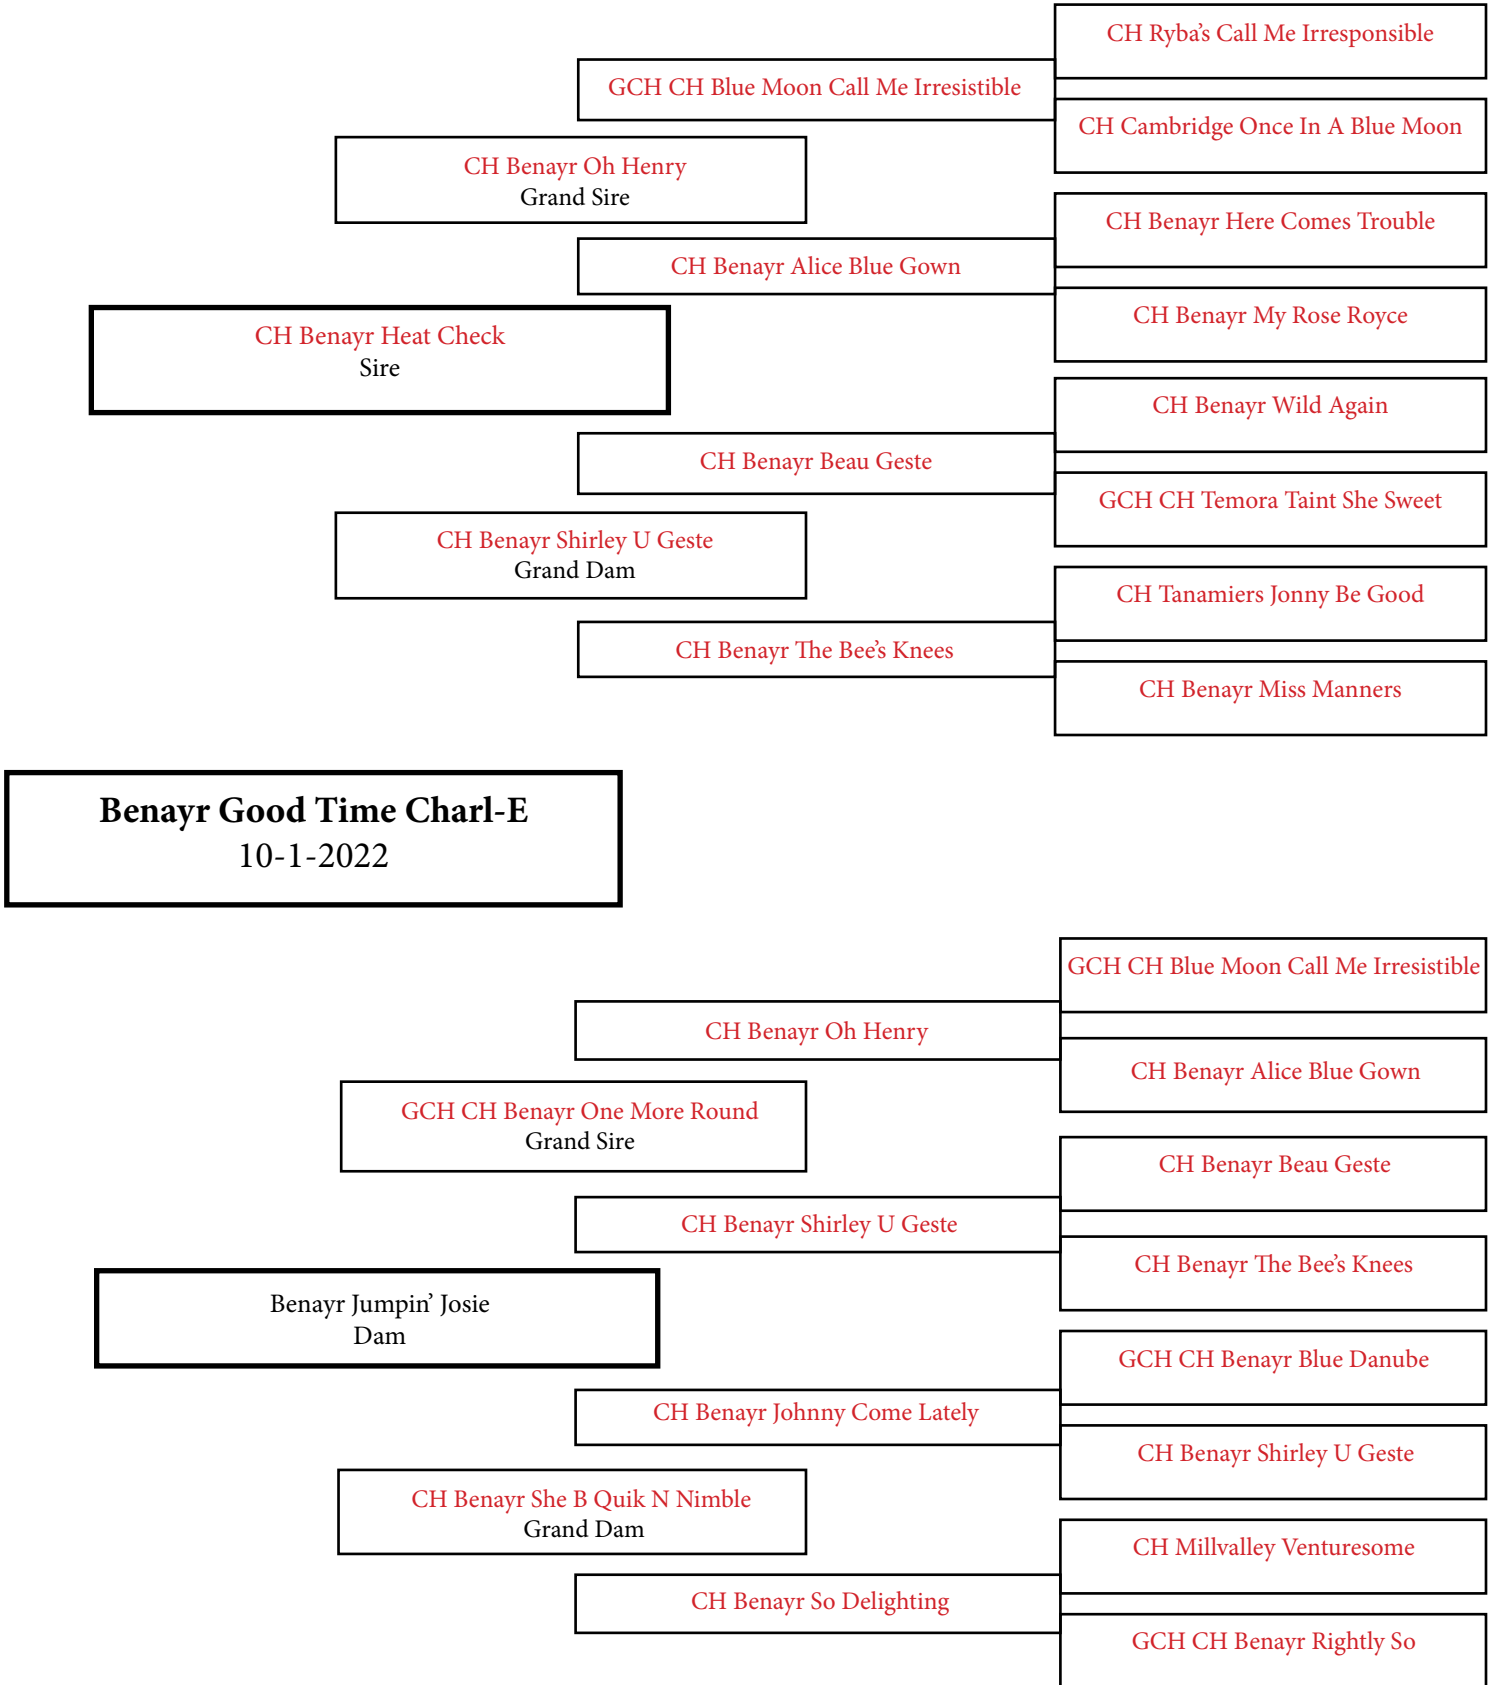 CH Ryba’s Call Me Irresponsible
GCH CH Blue Moon Call Me Irresistible
CH Cambridge Once In A Blue Moon
CH Benayr Oh Henry
Grand Sire
CH Benayr Here Comes Trouble
CH Benayr Alice Blue Gown
CH Benayr My Rose Royce
CH Benayr Heat Check
Sire
CH Benayr Wild Again
CH Benayr Beau Geste
GCH CH Temora Taint She Sweet
CH Benayr Shirley U Geste
Grand Dam
CH Tanamiers Jonny Be Good
CH Benayr The Bee’s Knees
CH Benayr Miss Manners
Benayr Good Time Charl-E
10-1-2022
GCH CH Blue Moon Call Me Irresistible
CH Benayr Oh Henry
CH Benayr Alice Blue Gown
GCH CH Benayr One More Round
Grand Sire
CH Benayr Beau Geste
CH Benayr Shirley U Geste
CH Benayr The Bee’s Knees
Benayr Jumpin’ Josie
Dam
GCH CH Benayr Blue Danube
CH Benayr Johnny Come Lately
CH Benayr Shirley U Geste
CH Benayr She B Quik N Nimble
Grand Dam
CH Millvalley Venturesome
CH Benayr So Delighting
GCH CH Benayr Rightly So